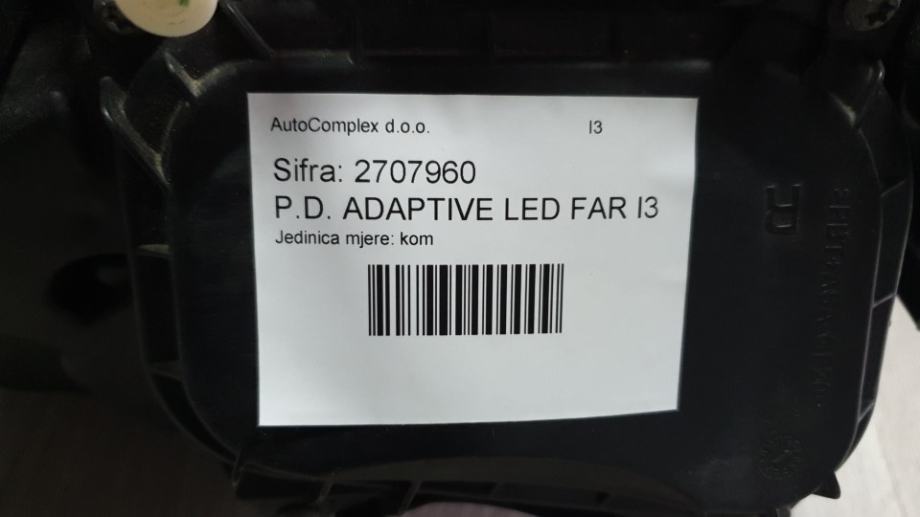 AutoComplex d.o.o. I3
Sifra: 2707960
P.D. ADAPTIVE LED FAR I3
Jedinica mjere: kom
R